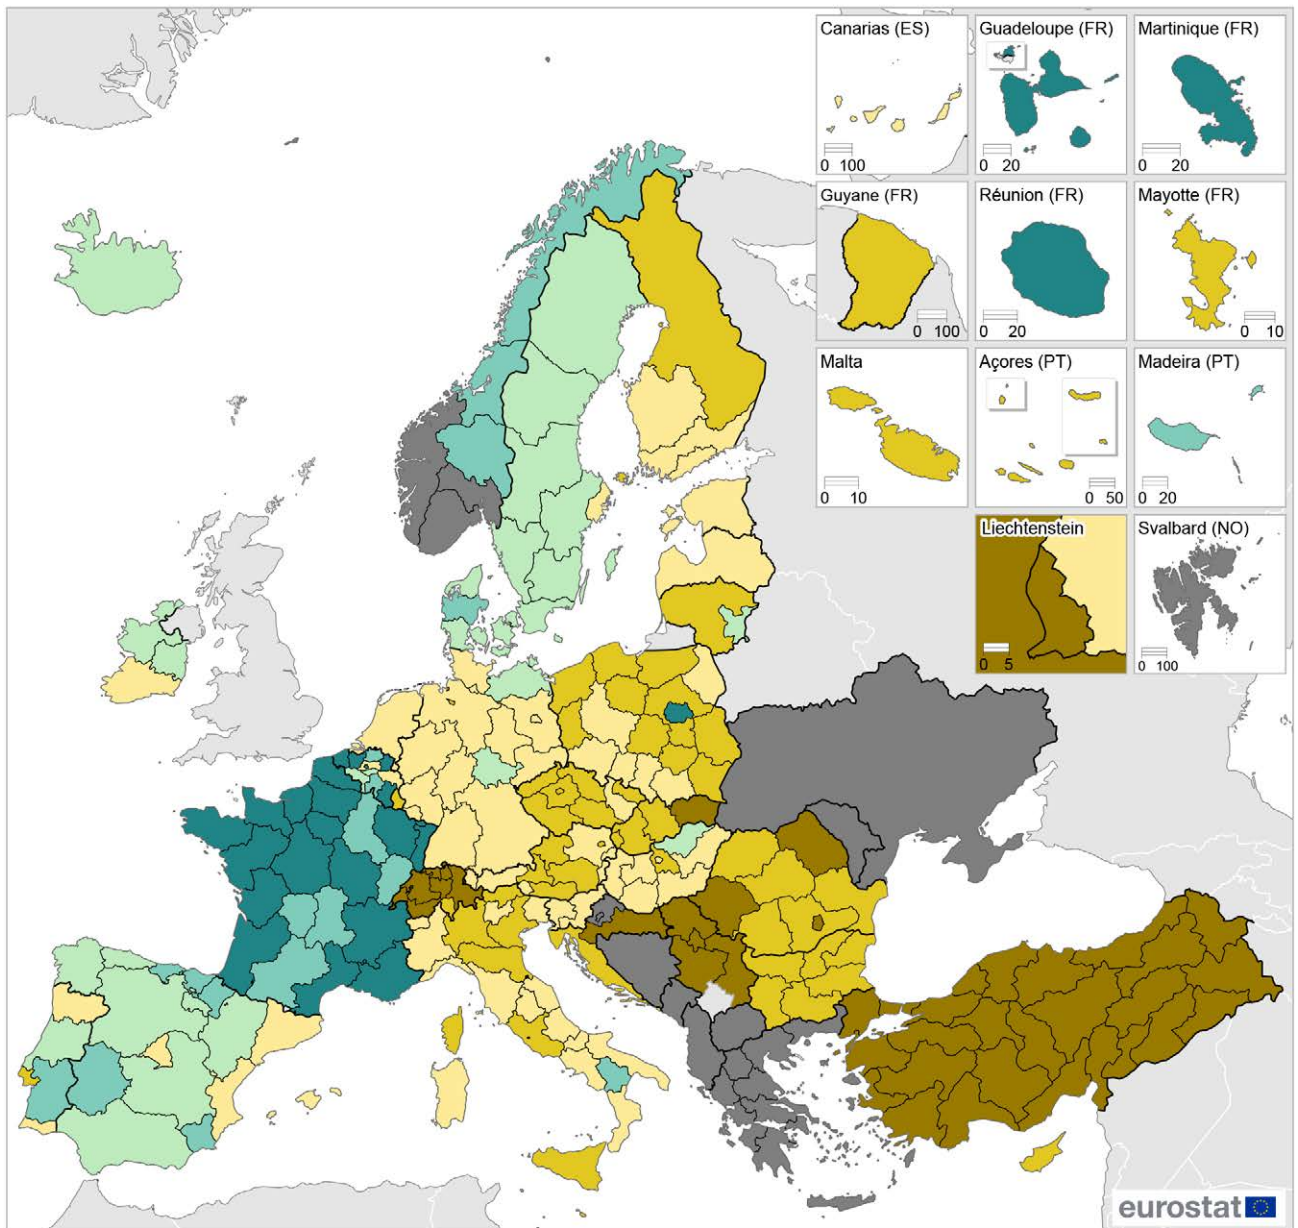 Canarias (ES)
0 100
Guadeloupe (FR)
0 20
Martinique (FR)
0 20
Guyane (FR)
0 100
Réunion (FR)
0 20
Mayotte (FR)
0 10
Malta
0 10
Açores (PT)
0 50
Madeira (PT)
0 20
Liechtenstein
0 5
Svalbard (NO)
0 100
eurostat